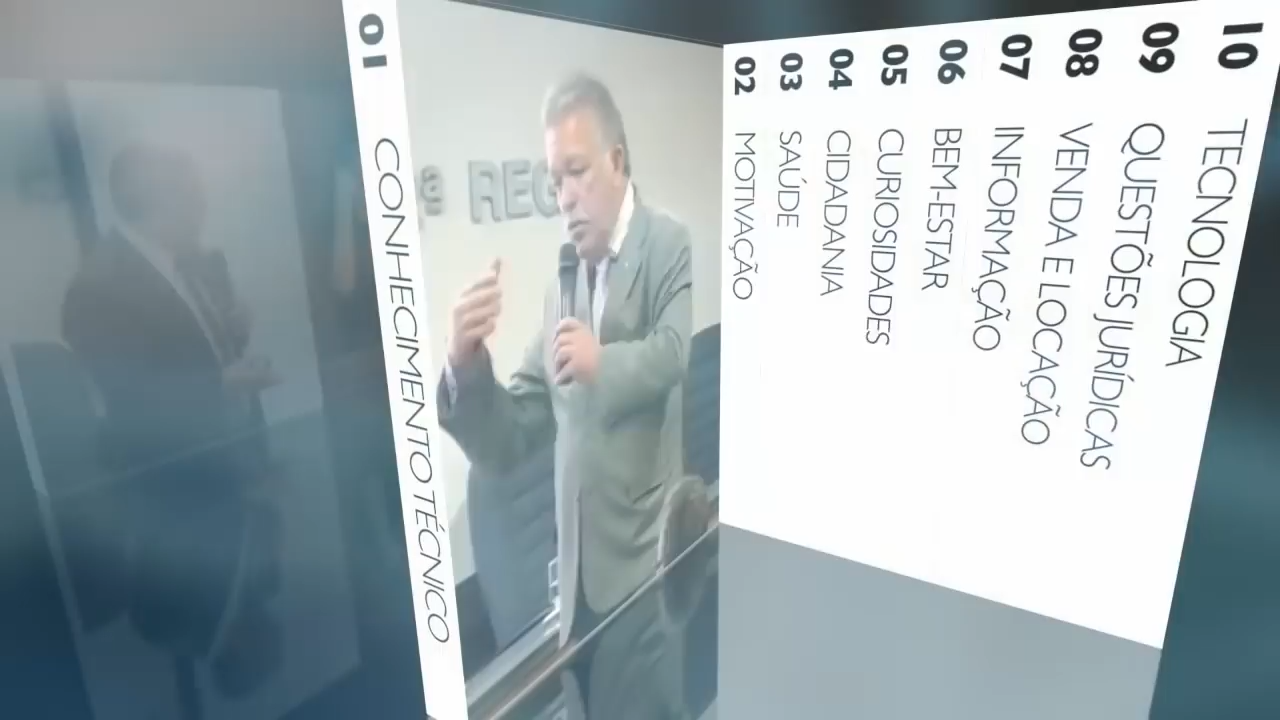 01 CONHECIMENTO TÉCNICO
ª REG
02 MOTIVAÇÃO
03 SAÚDE
04 CIDADANIA
05 CURIOSIDADES
06 BEM-ESTAR
07 INFORMAÇÃO
08 VENDA E LOCAÇÃO
09 QUESTÕES JURÍDICAS
10 TECNOLOGIA